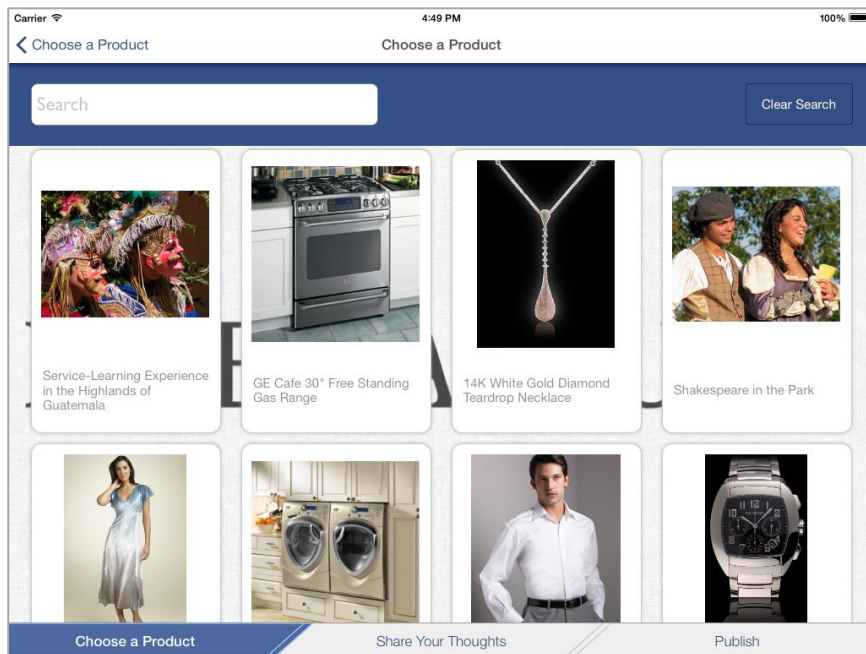 Carrier
4:49 PM
100%
Choose a Product
Choose a Product
Search
Clear Search
Service-Learning Experience
in the Highlands of
Guatemala
GE Cafe 30" Free Standing
Gas Range
14K White Gold Diamond
Teardrop Necklace
Shakespeare in the Park
Choose a Product
Share Your Thoughts
Publish